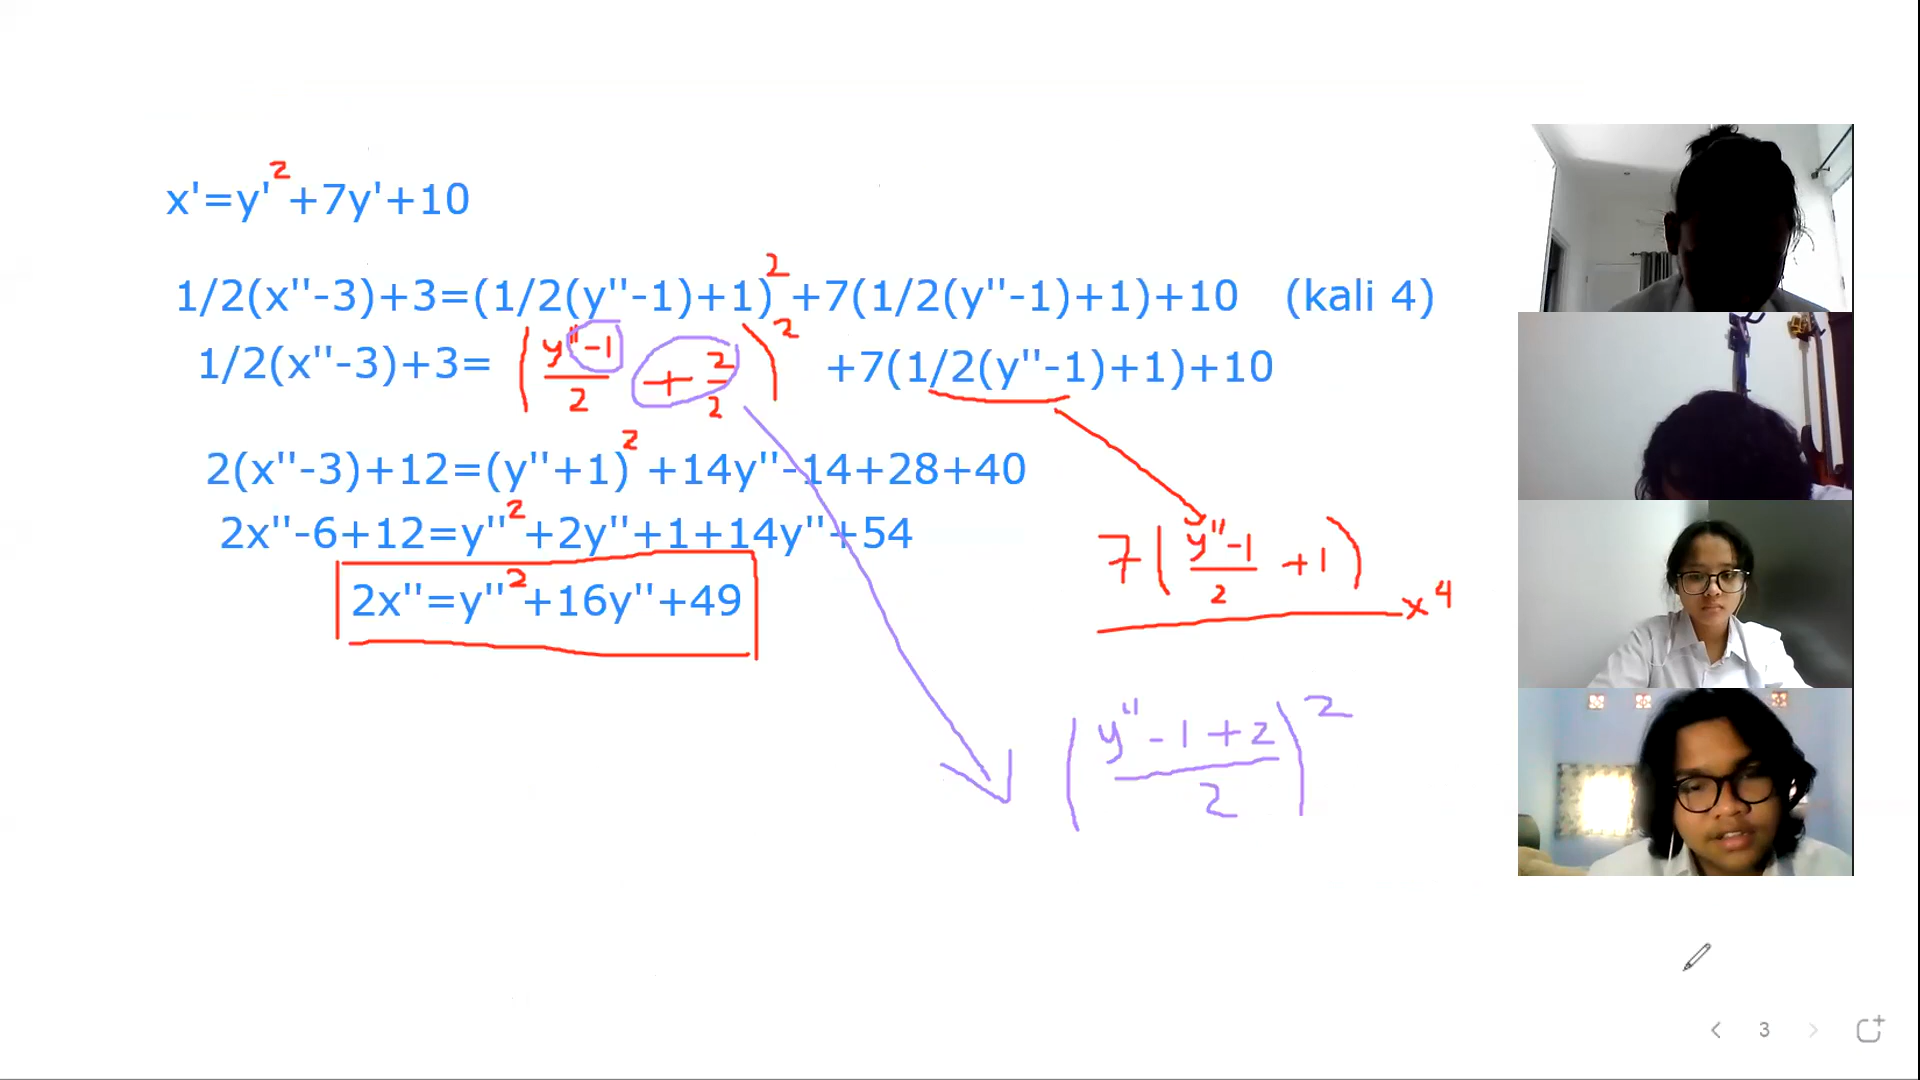 x'=y'²+7y'+10
1/2(x''-3)+3=(1/2(y''-1)+1)²+7(1/2(y''-1)+1)+10 (kali 4)
1/2(x''-3)+3= (y''-1/2 + 2/2)² +7(1/2(y''-1)+1)+10
2(x''-3)+12=(y''+1)²+14y''-14+28+40
2x''-6+12=y''²+2y''+1+14y''+54
2x''=y''²+16y''+49
7(y''-1/2 +1) x4
(y''-1+2/2)²
3